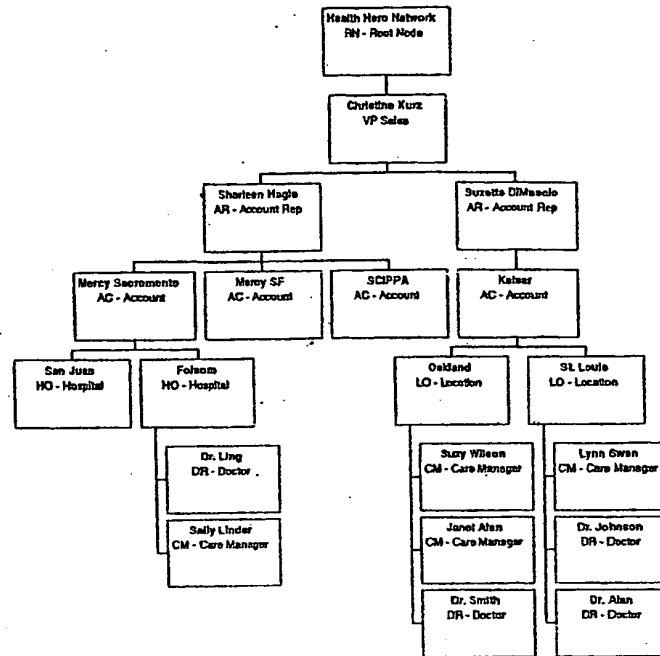 Health Hero Network
RN - Root Node
Christine Kurz
VP Sales
Sharleen Hagle
AR - Account Rep
Suzette DiMascio
AR - Account Rep
Mercy Sacramento
AC - Account
Mercy SF
AC - Account
SCIPPA
AC - Account
Kaiser
AC - Account
San Juan
HO - Hospital
Folsom
HO - Hospital
Oakland
LO - Location
St. Louis
LO - Location
Dr. Ling
DR - Doctor
Suzy Wilson
CM - Care Manager
Lynn Swan
CM - Care Manager
Sally Linder
CM - Care Manager
Janet Alan
CM - Care Manager
Dr. Johnson
DR - Doctor
Dr. Smith
DR - Doctor
Dr. Alan
DR - Doctor